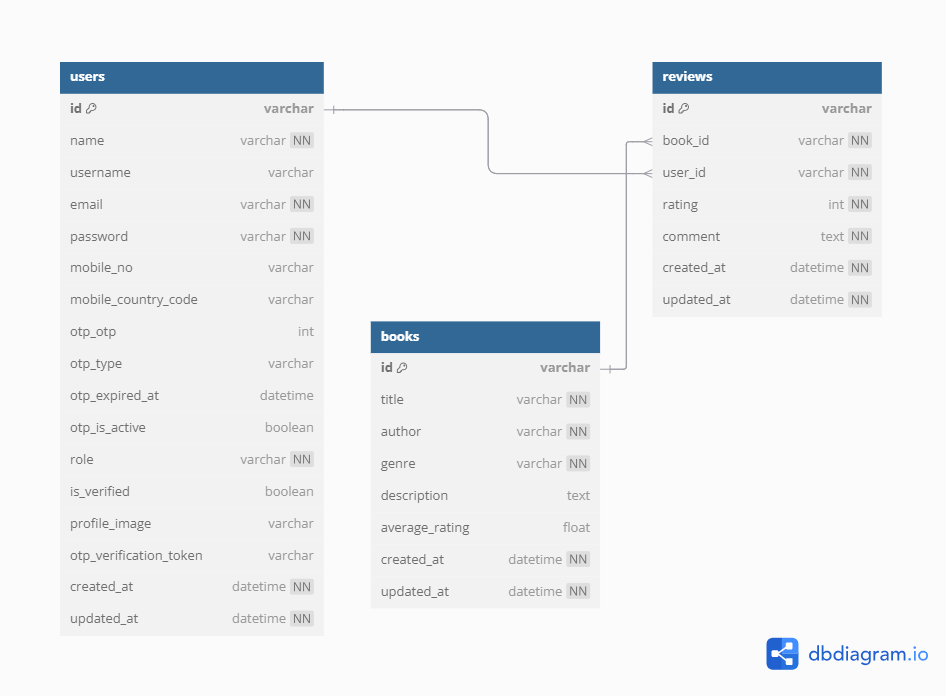 users
id varchar
name varchar NN
username varchar
email varchar NN
password varchar NN
mobile_no varchar
mobile_country_code varchar
otp_otp int
otp_type varchar
otp_expired_at datetime
otp_is_active boolean
role varchar NN
is_verified boolean
profile_image varchar
otp_verification_token varchar
created_at datetime NN
updated_at datetime NN
books
id varchar
title varchar NN
author varchar NN
genre varchar NN
description text
average_rating float
created_at datetime NN
updated_at datetime NN
reviews
id varchar
book_id varchar NN
user_id varchar NN
rating int NN
comment text NN
created_at datetime NN
updated_at datetime NN
dbdiagram.io